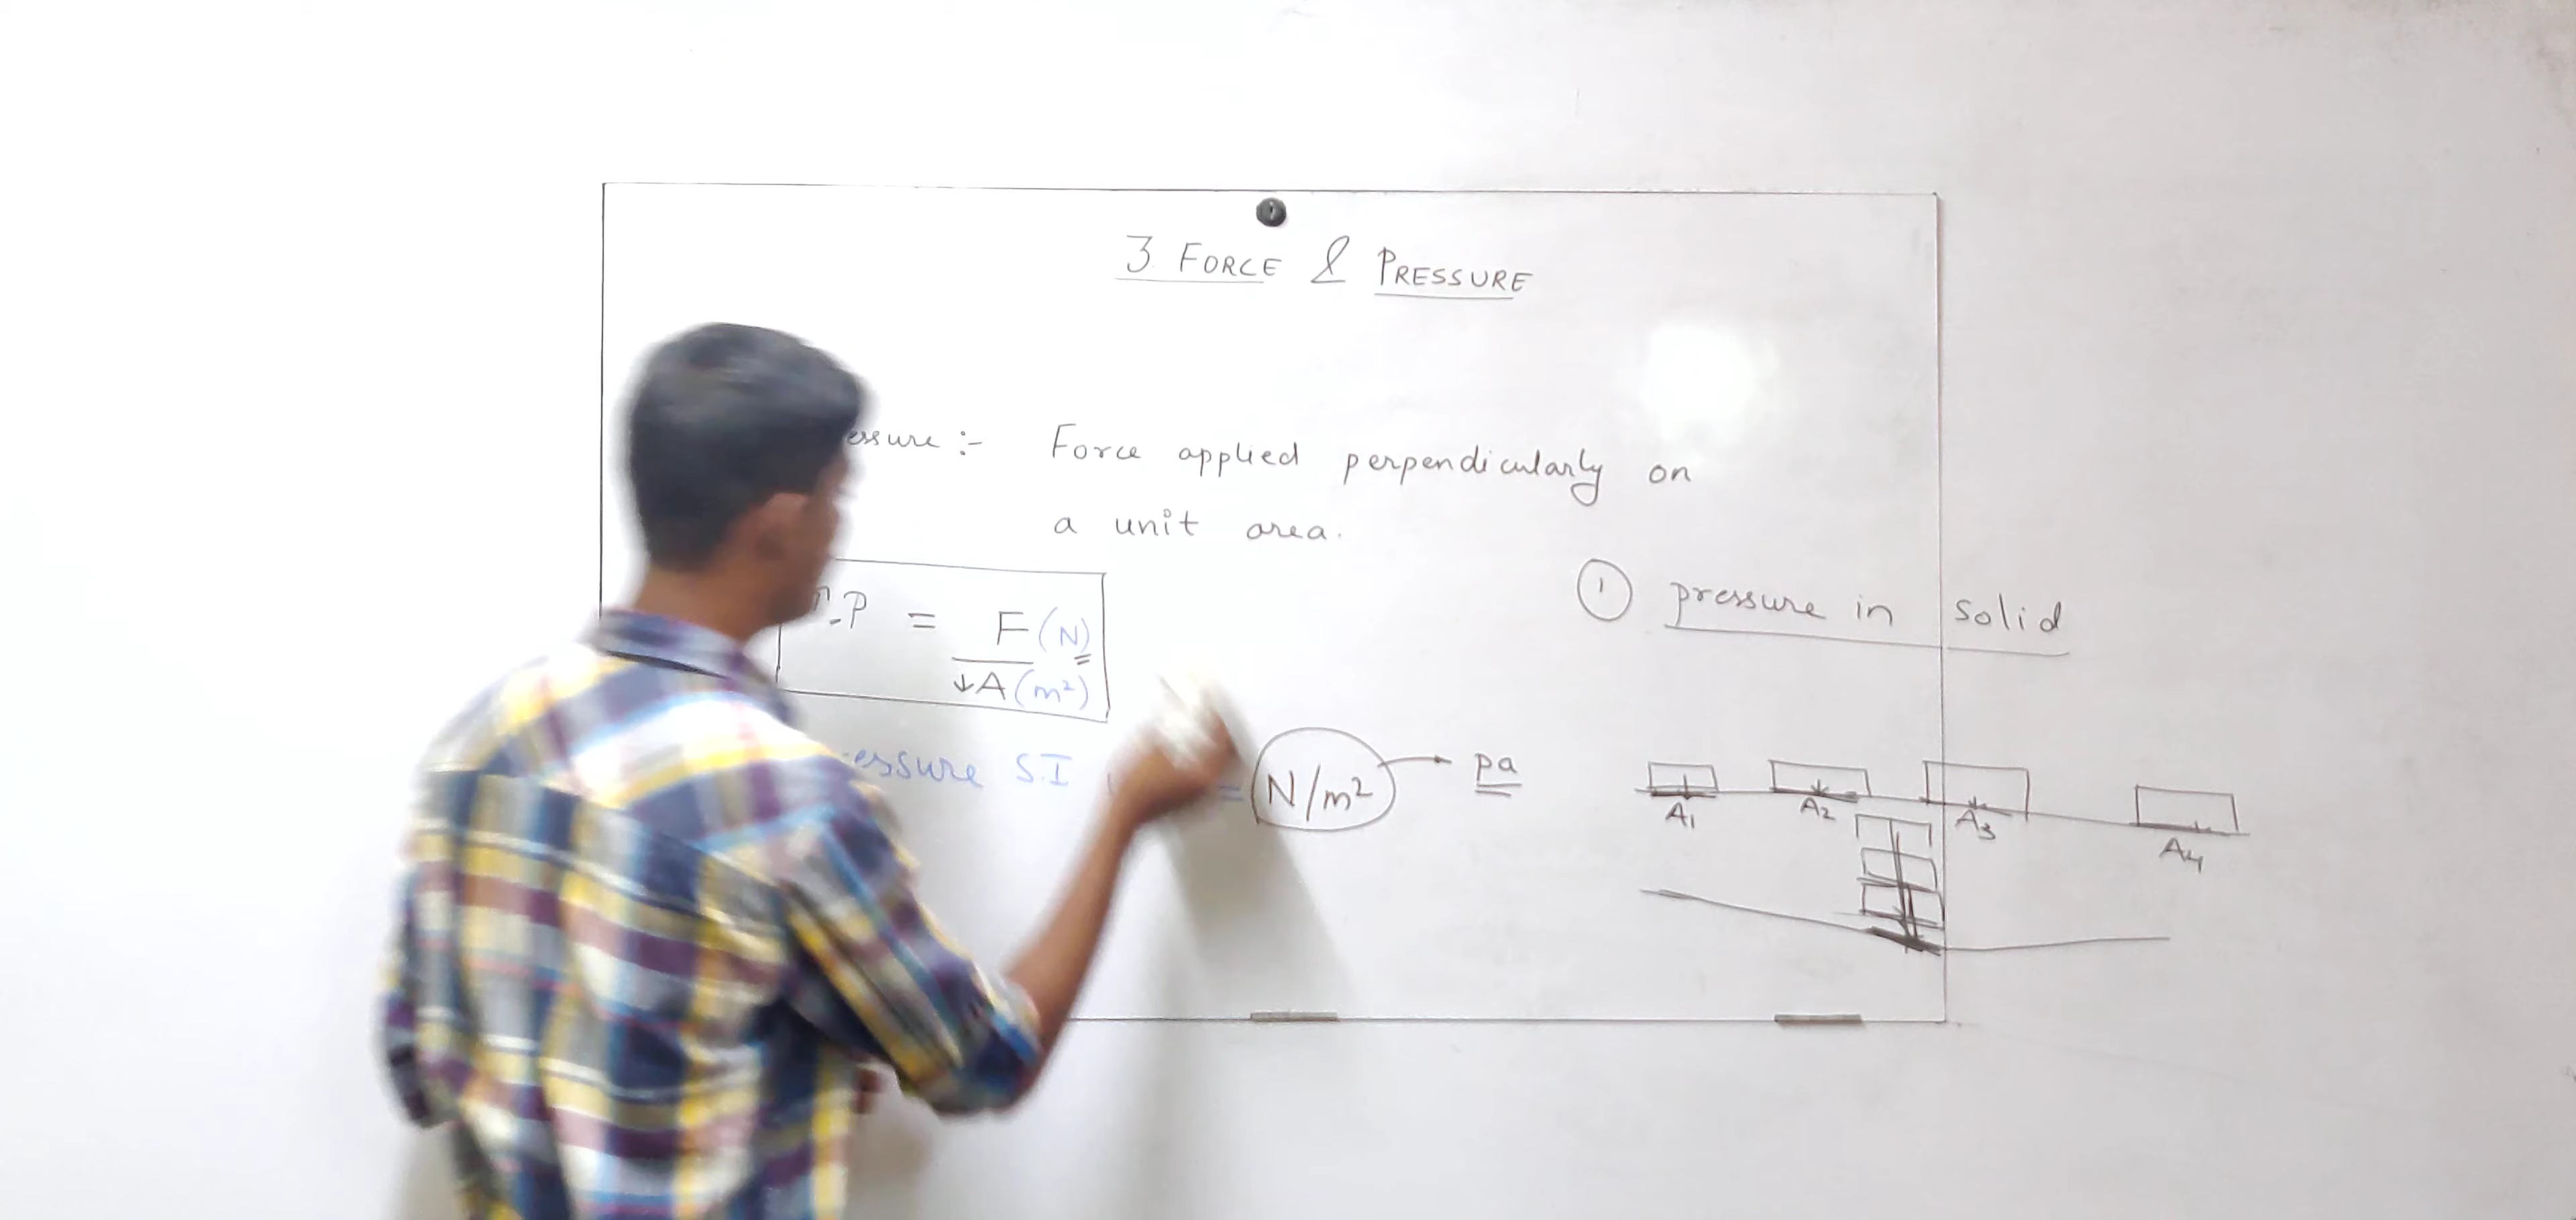 3 FORCE & PRESSURE
essure :- Force applied perpendicularly on
a unit area.
① pressure in solid
↑P = F(N)
↓A(m²)
essure S.I = N/m² → pa
A1 A2 A3 A4